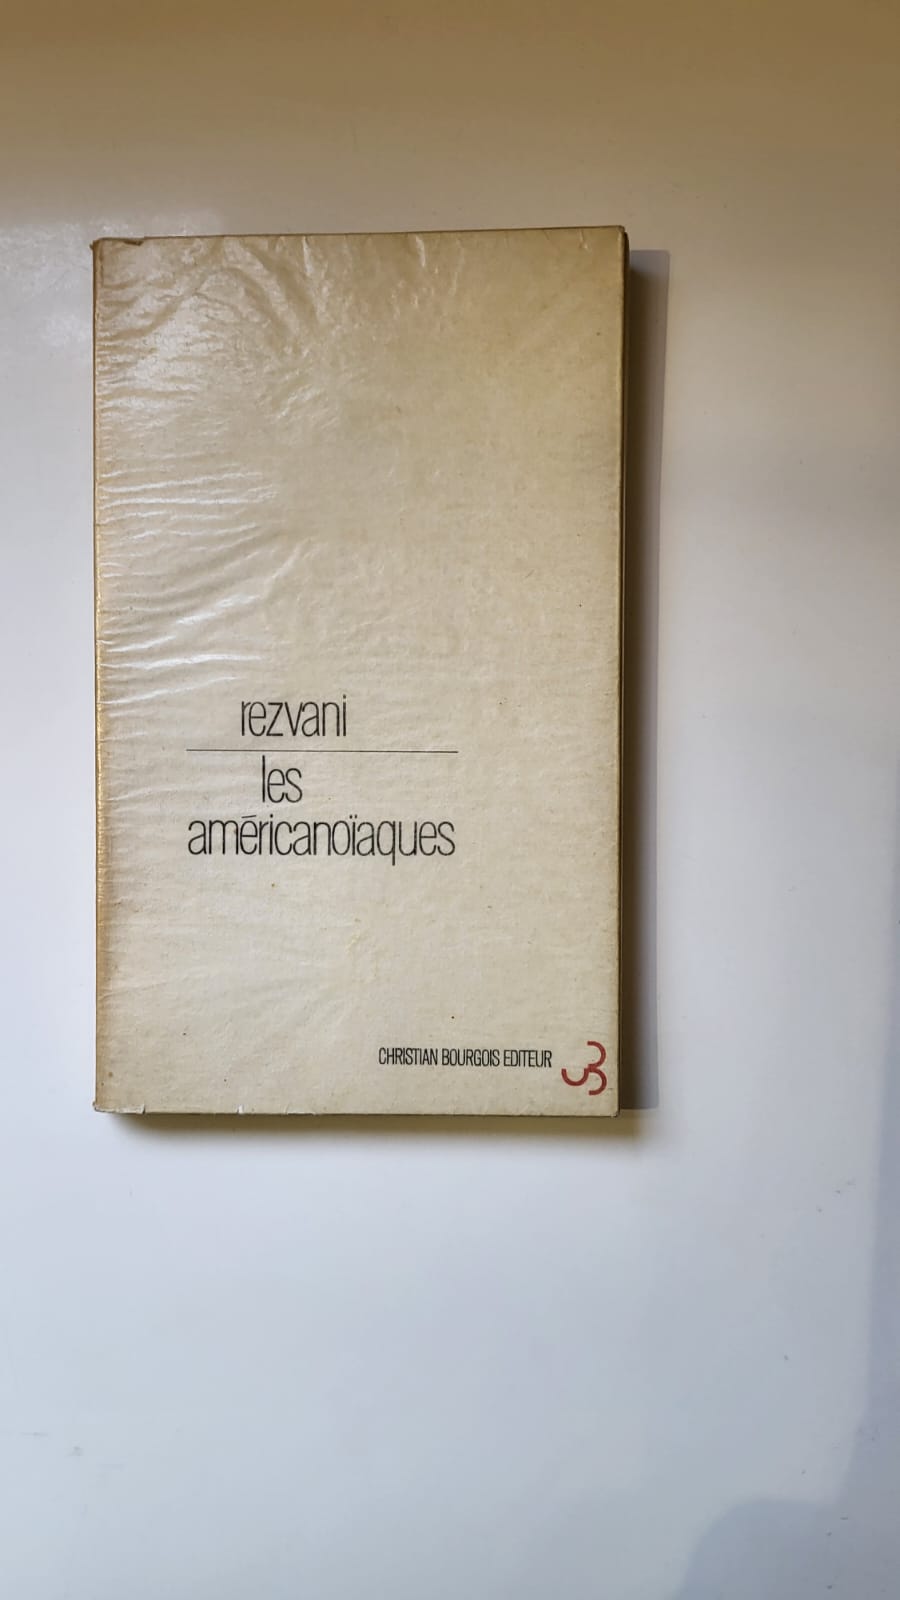 rezvani
les
américanoïaques
CHRISTIAN BOURGOIS EDITEUR